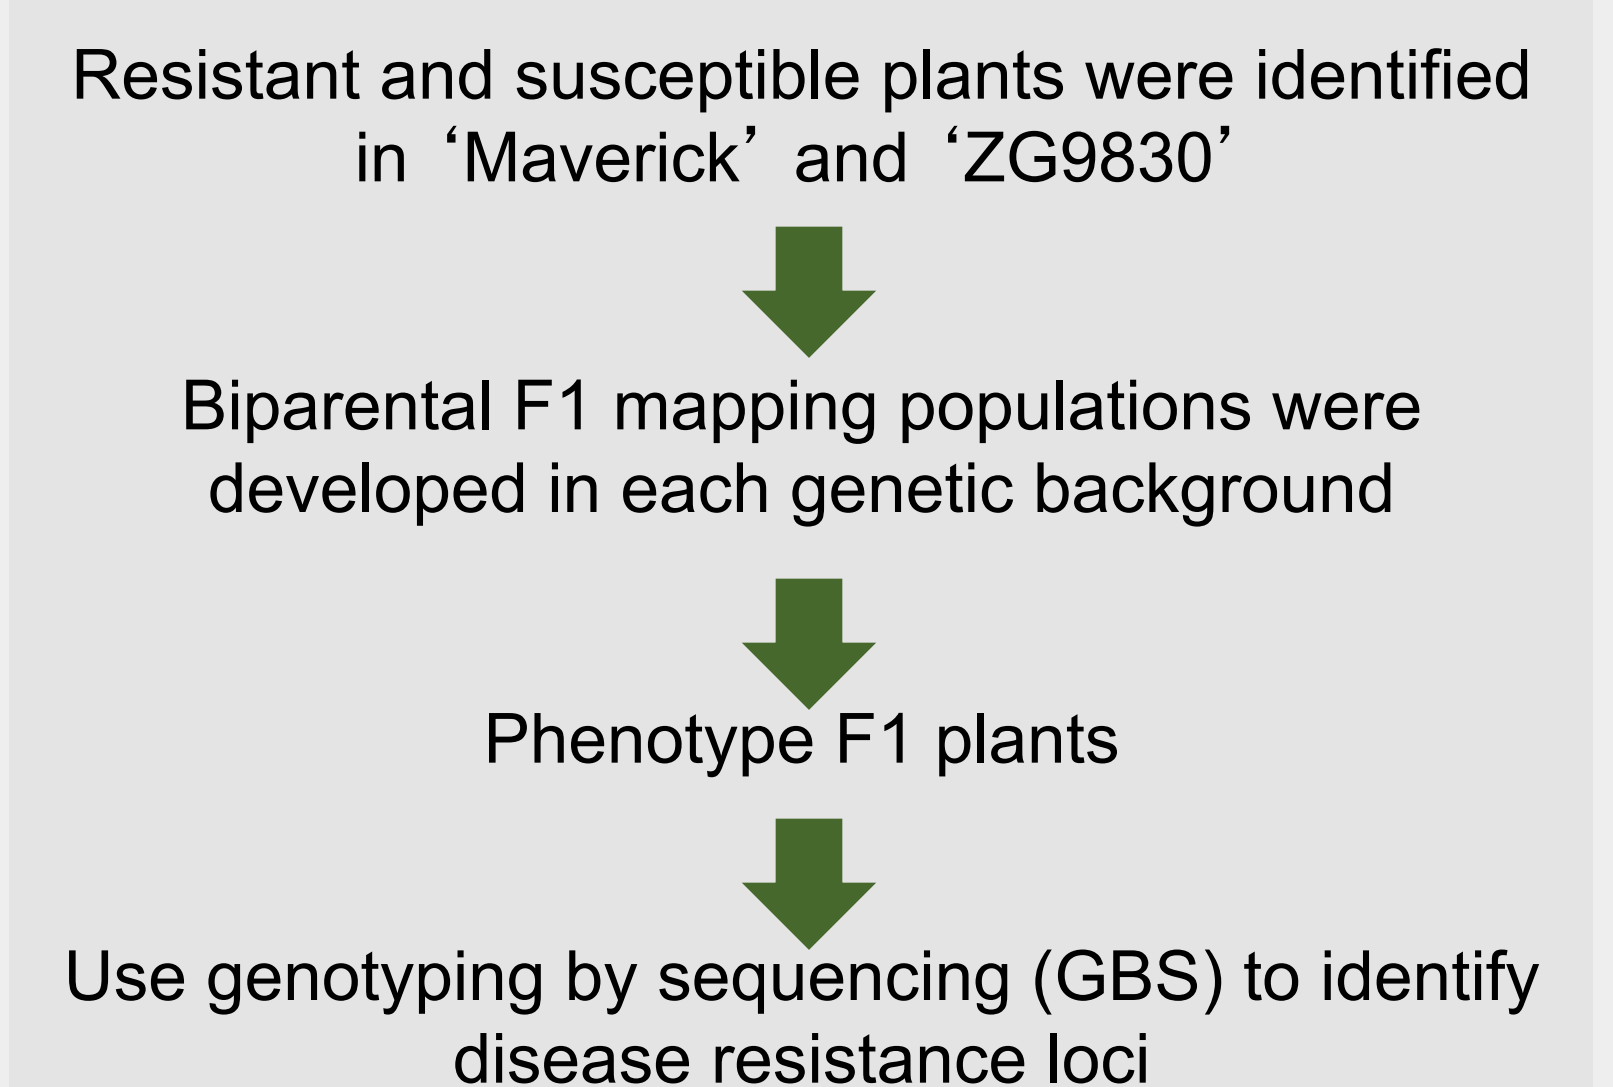 Resistant and susceptible plants were identified
in ‘Maverick’ and ‘ZG9830’
Biparental F1 mapping populations were
developed in each genetic background
Phenotype F1 plants
Use genotyping by sequencing (GBS) to identify
disease resistance loci